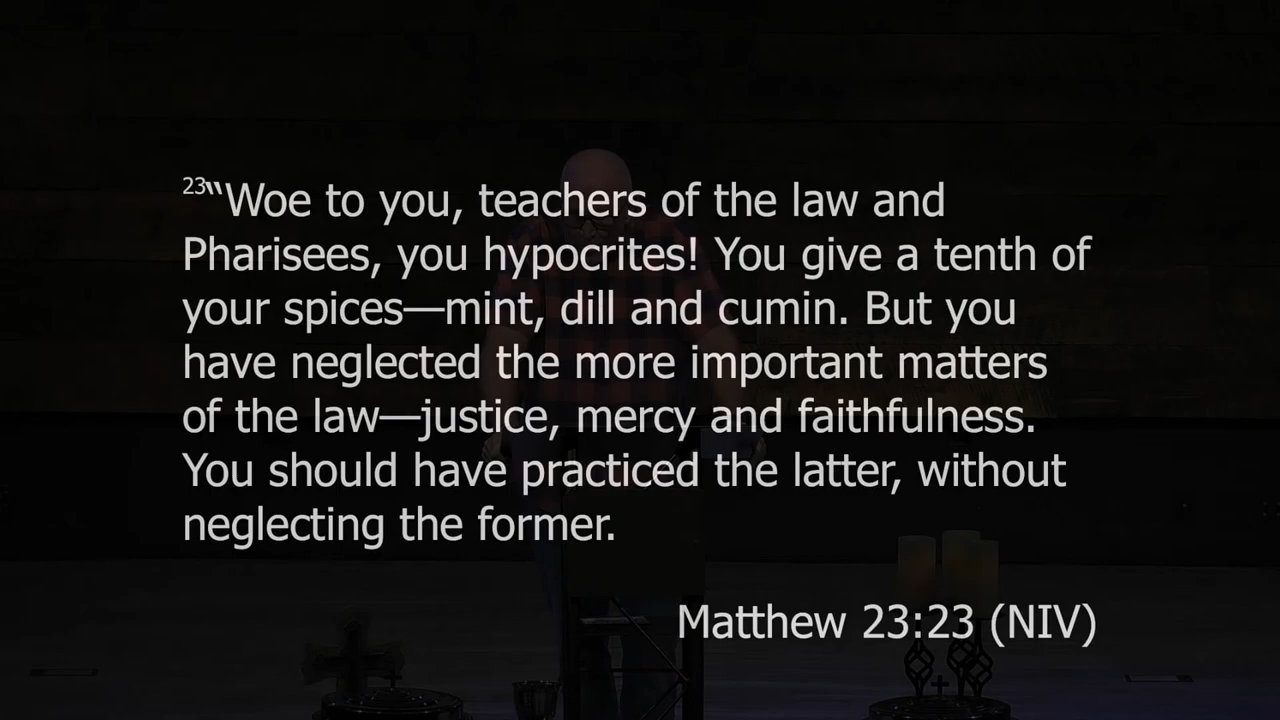 23“Woe to you, teachers of the law and
Pharisees, you hypocrites! You give a tenth of
your spices—mint, dill and cumin. But you
have neglected the more important matters
of the law—justice, mercy and faithfulness.
You should have practiced the latter, without
neglecting the former.
Matthew 23:23 (NIV)